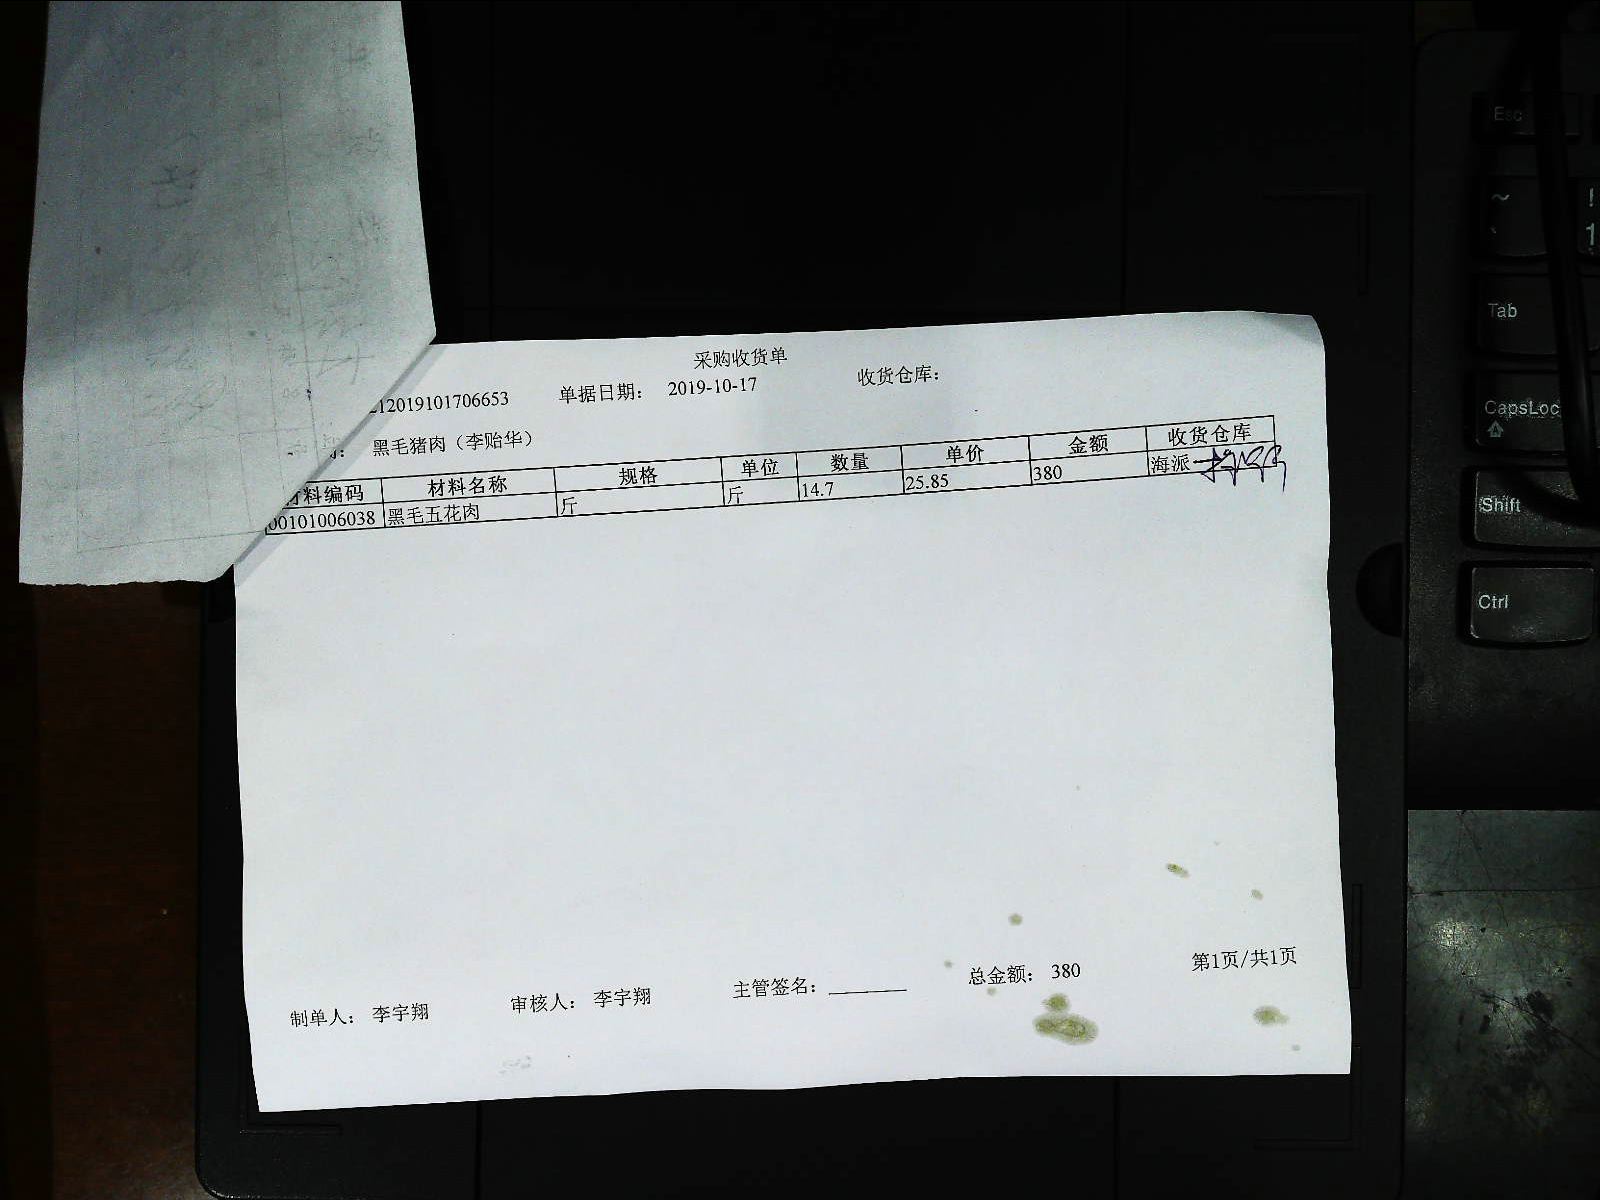 采购收货单
12019101706653 单据日期： 2019-10-17 收货仓库：
黑毛猪肉（李贻华）
材料编码 材料名称 规格 单位 数量 单价 金额 收货仓库
00101006038 黑毛五花肉 斤 斤 14.7 25.85 380 海派
制单人： 李宇翔 审核人： 李宇翔 主管签名： 总金额： 380 第1页/共1页
Esc
~
`
!
1
Tab
CapsLoc
Shift
Ctrl